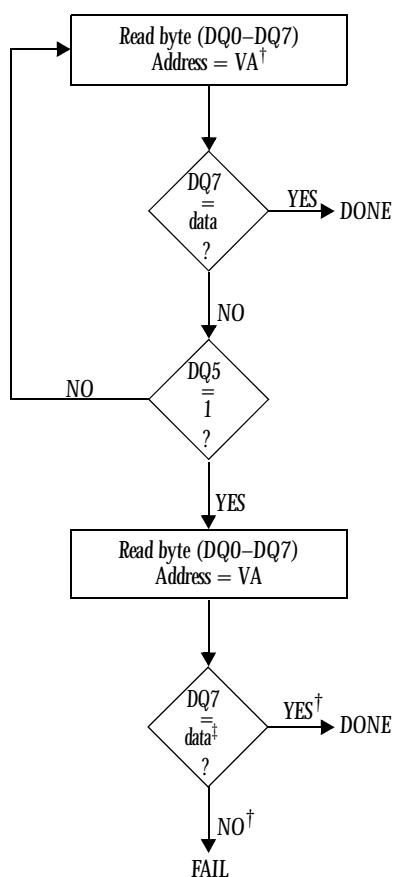 Read byte (DQ0–DQ7)
Address = VA†
DQ7
=
data
?
YES
DONE
NO
DQ5
=
1
?
NO
YES
Read byte (DQ0–DQ7)
Address = VA
DQ7
=
data‡
?
YES†
DONE
NO†
FAIL